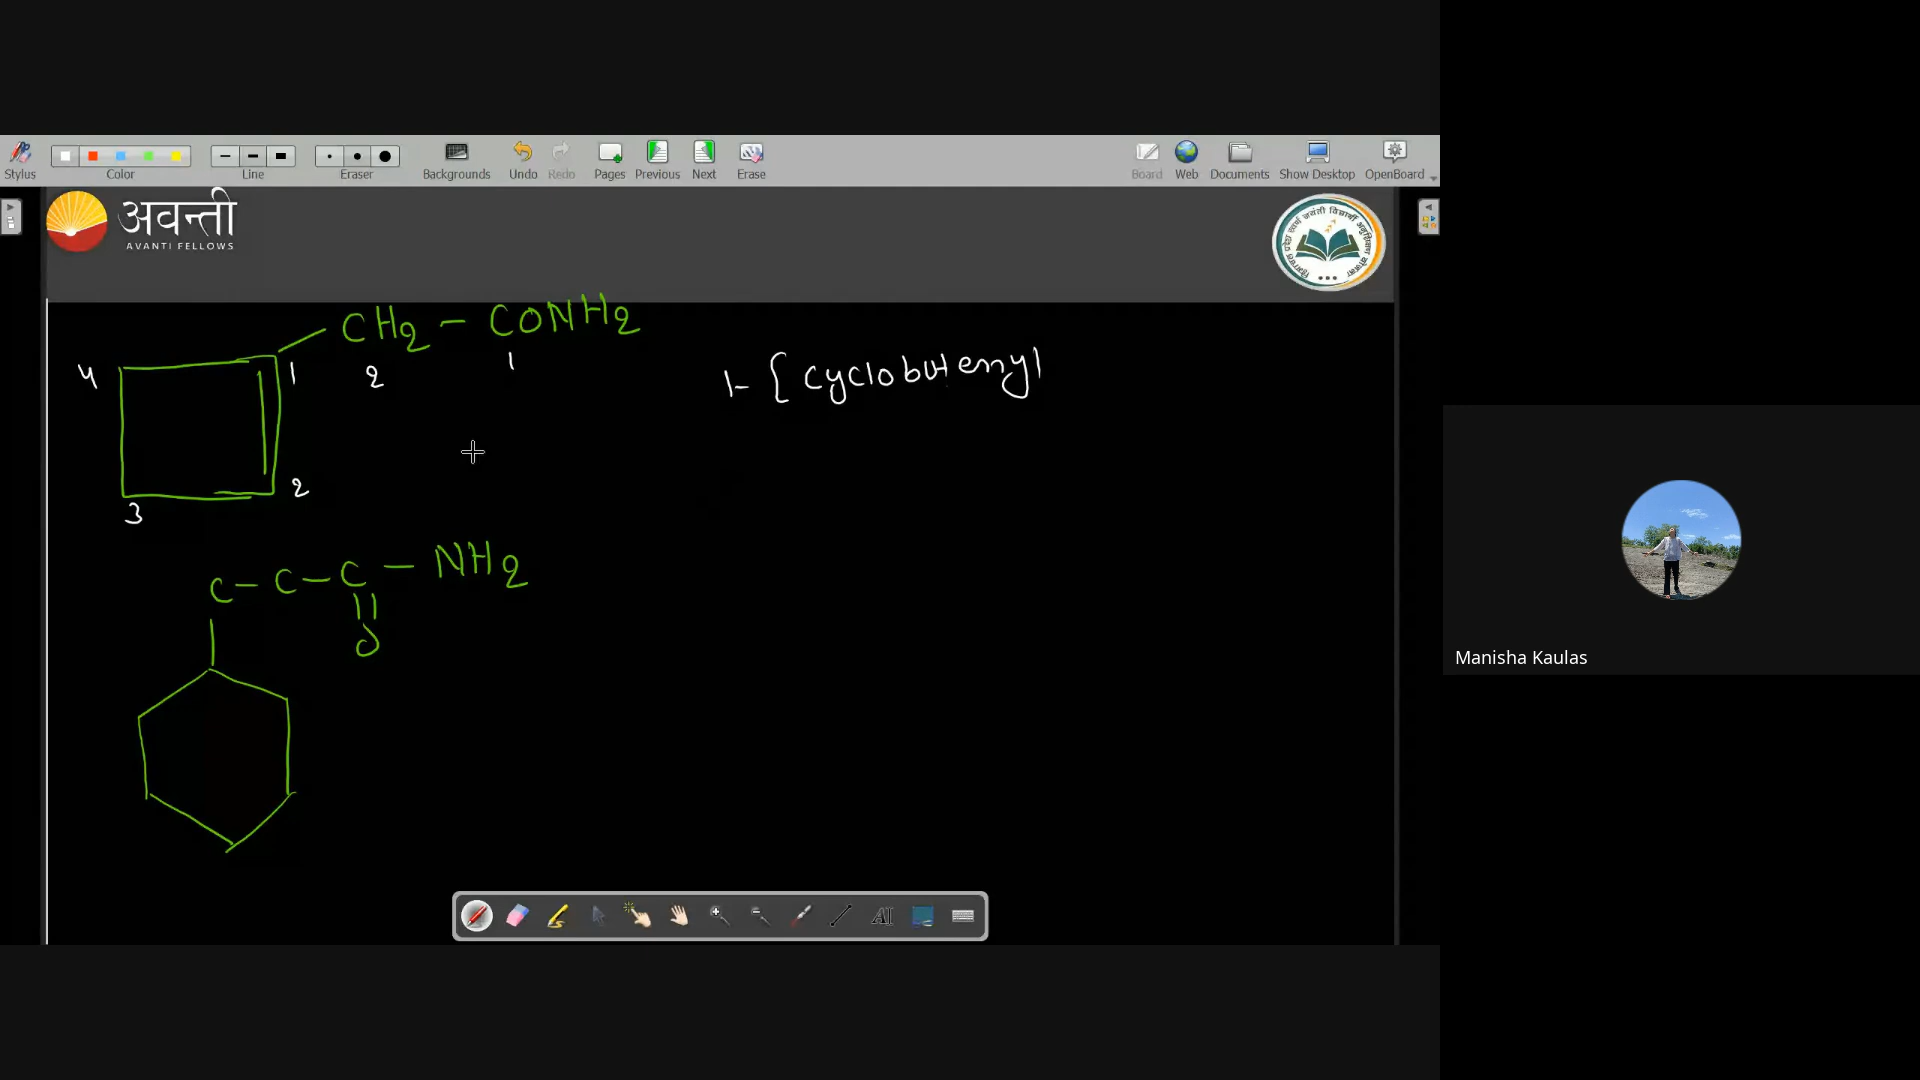 Stylus Color Line Eraser Backgrounds Undo Redo Pages Previous Next Erase Board Web Documents Show Desktop OpenBoard
अवन्ती
AVANTI FELLOWS
CH2 - CONH2
4 1 2 1
1- [ cyclobutenyl
2
3
C - C - C - NH2
O
AI
Manisha Kaulas